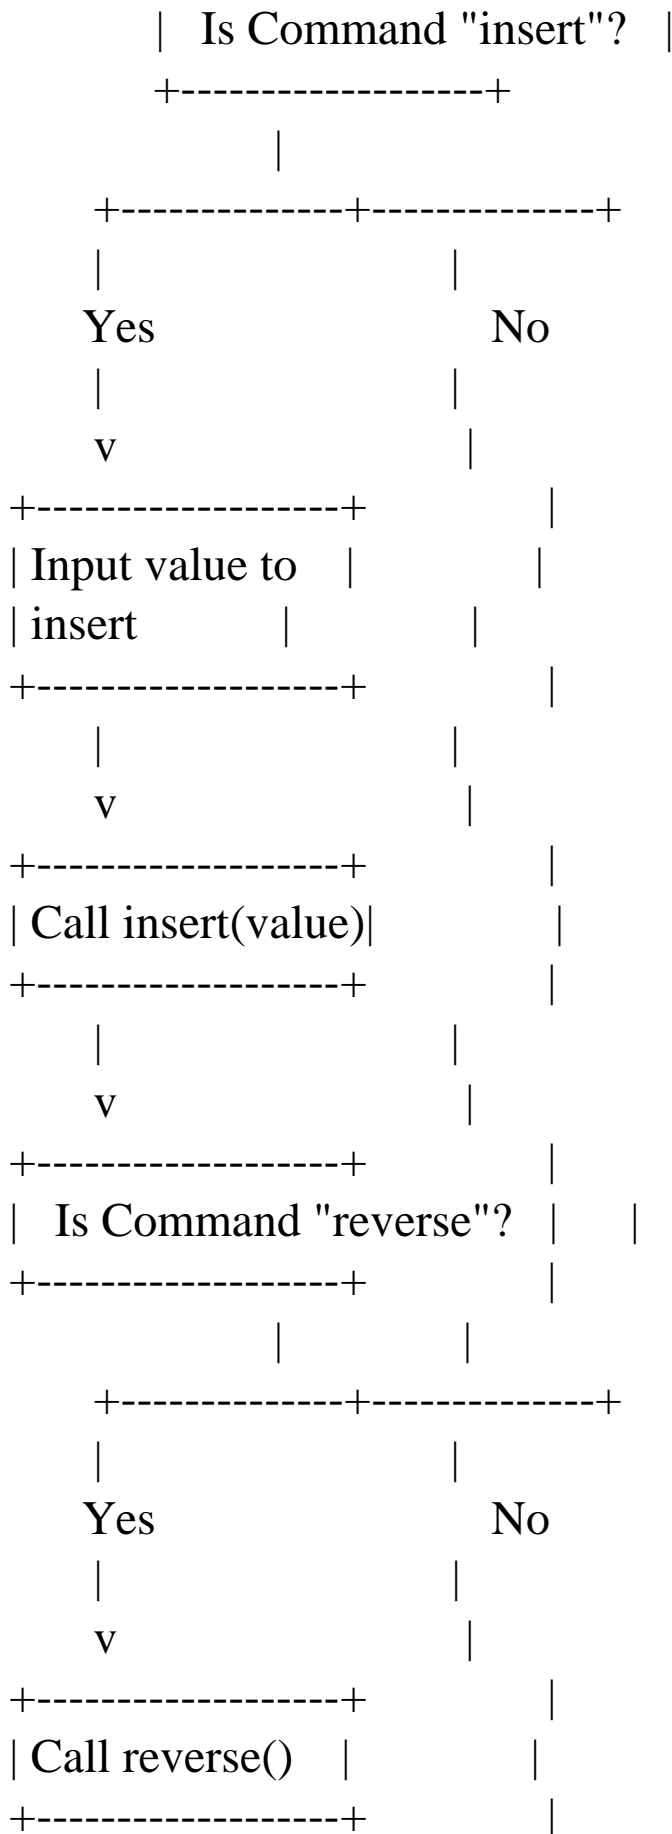 |   Is Command "insert"?   |
+-------------------+
|
+--------------+--------------+
|                              |
Yes                            No
|                              |
v                              |
+-------------------+               |
| Input value to    |               |
| insert            |               |
+-------------------+               |
|                              |
v                              |
+-------------------+               |
| Call insert(value)|               |
+-------------------+               |
|                              |
v                              |
+-------------------+               |
|   Is Command "reverse"?   |      |
+-------------------+               |
|               |
+--------------+--------------+
|                              |
Yes                            No
|                              |
v                              |
+-------------------+               |
| Call reverse()    |               |
+-------------------+               |